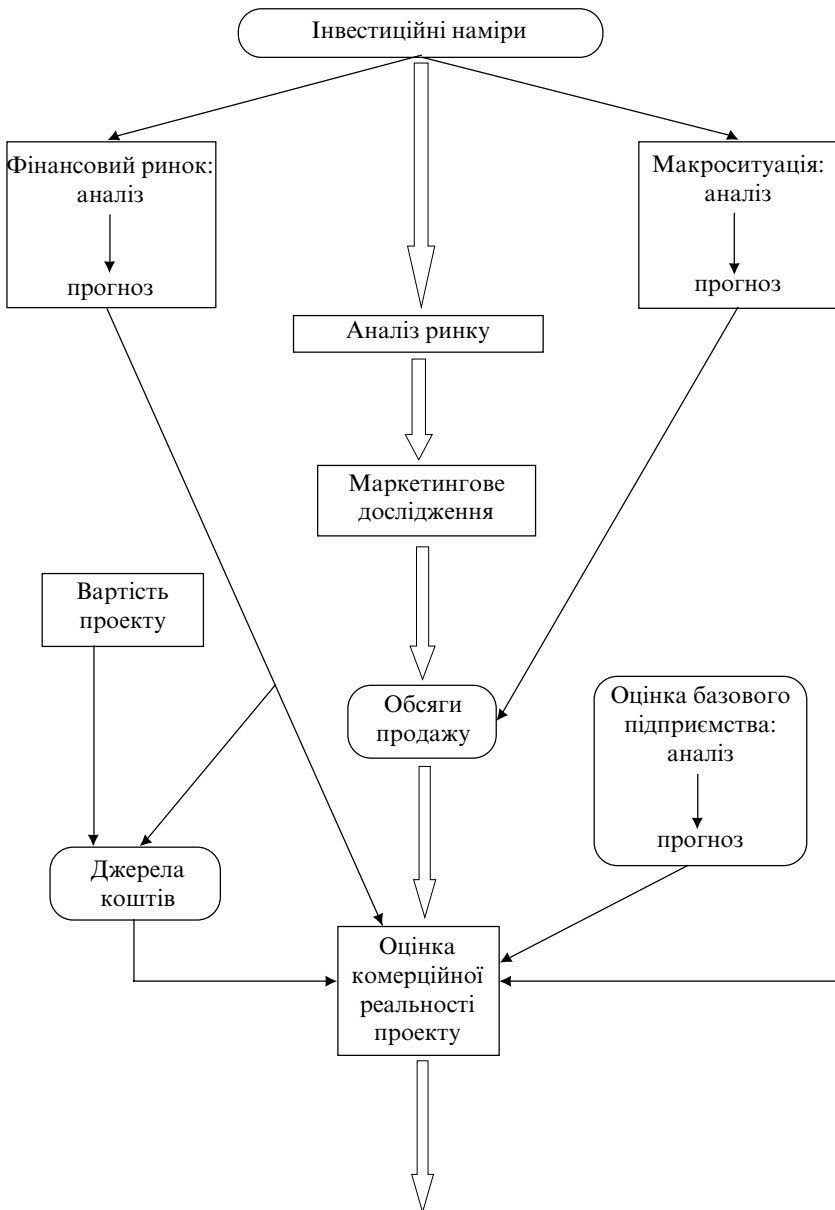 Інвестиційні наміри
Фінансовий ринок:
аналіз
прогноз
Макроситуація:
аналіз
прогноз
Аналіз ринку
Маркетингове
дослідження
Вартість
проекту
Обсяги
продажу
Оцінка базового
підприємства:
аналіз
прогноз
Джерела
коштів
Оцінка
комерційної
реальності
проекту